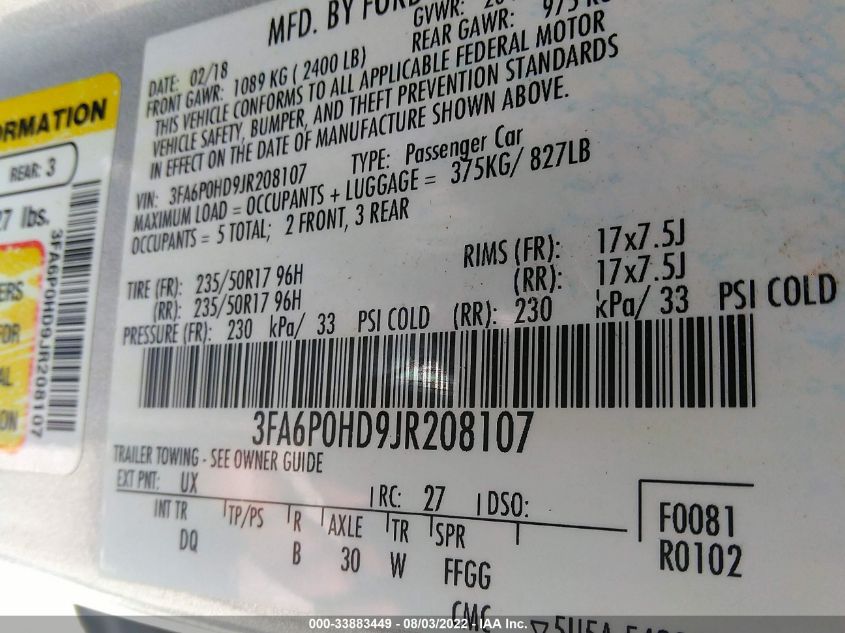 MFD. BY FORD
GVWR:
DATE: 02/18
FRONT GAWR: 1089 KG ( 2400 LB) REAR GAWR: 975
THIS VEHICLE CONFORMS TO ALL APPLICABLE FEDERAL MOTOR
VEHICLE SAFETY, BUMPER, AND THEFT PREVENTION STANDARDS
IN EFFECT ON THE DATE OF MANUFACTURE SHOWN ABOVE.
VIN: 3FA6P0HD9JR208107 TYPE: Passenger Car
MAXIMUM LOAD = OCCUPANTS + LUGGAGE = 375KG/ 827LB
OCCUPANTS = 5 TOTAL; 2 FRONT, 3 REAR
TIRE (FR): 235/50R17 96H RIMS (FR): 17x7.5J
(RR): 235/50R17 96H (RR): 17x7.5J
PRESSURE (FR): 230 kPa/ 33 PSI COLD (RR): 230 kPa/ 33 PSI COLD
3FA6P0HD9JR208107
TRAILER TOWING - SEE OWNER GUIDE
EXT PNT: UX RC: 27 DSO:
INT TR TP/PS R AXLE TR SPR
DQ B 30 W FFGG
F0081
R0102
REAR: 3
27 lbs.
3FA6P0HD9JR208107
FOR
000-33883449 - 08/03/2022 - IAA Inc.